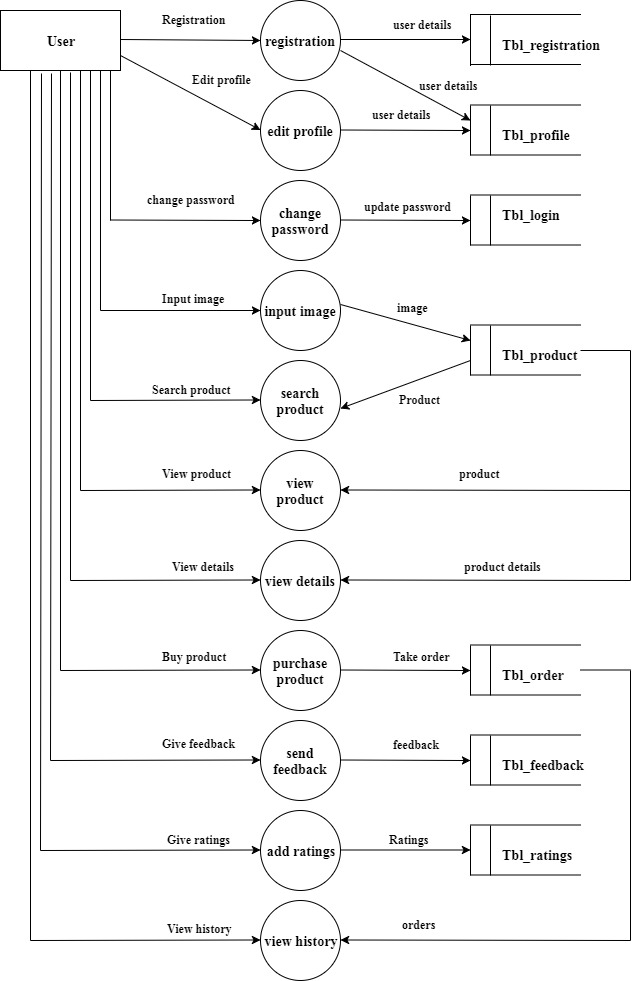 User
Registration
registration
user details
Tbl_registration
Edit profile
user details
edit profile
user details
Tbl_profile
change password
change
password
update password
Tbl_login
Input image
input image
image
Tbl_product
Search product
search
product
Product
View product
view
product
product
View details
view details
product details
Buy product
purchase
product
Take order
Tbl_order
Give feedback
send
feedback
feedback
Tbl_feedback
Give ratings
add ratings
Ratings
Tbl_ratings
View history
view history
orders